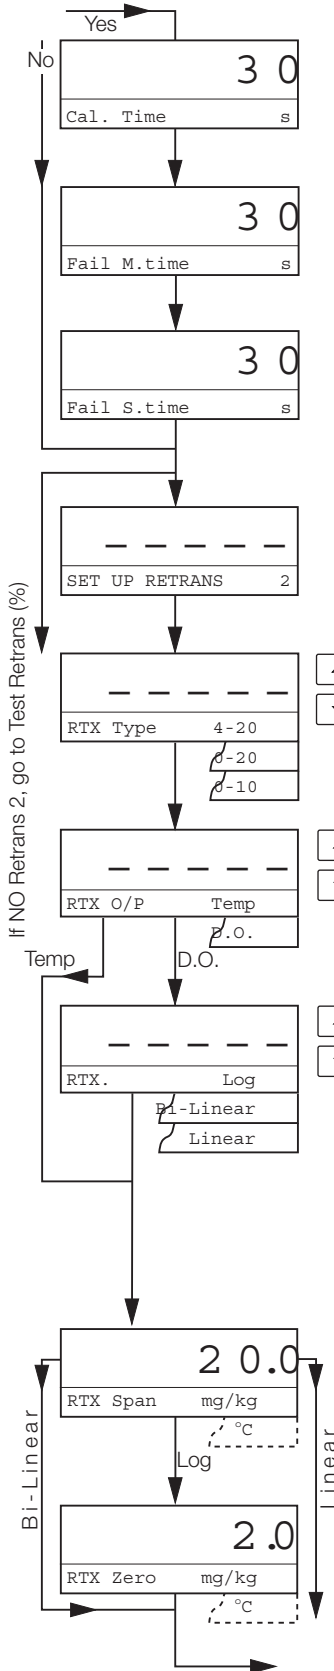 Yes
No
3 0
Cal. Time s
3 0
Fail M.time s
3 0
Fail S.time s
If NO Retrans 2, go to Test Retrans (%)
_ _ _ _ _
SET UP RETRANS 2
_ _ _ _ _
RTX Type 4-20
0-20
0-10
_ _ _ _ _
RTX O/P Temp
D.O.
Temp
D.O.
_ _ _ _ _
RTX. Log
Bi-Linear
Linear
2 0.0
RTX Span mg/kg
°C
Bi-Linear
Log
Linear
2.0
RTX Zero mg/kg
°C